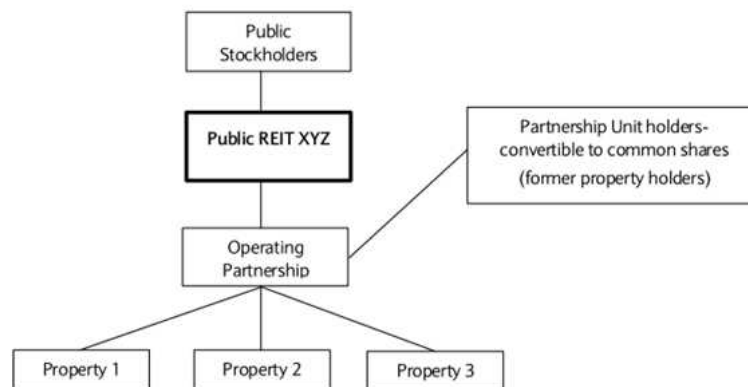 Public
Stockholders
Public REIT XYZ
Partnership Unit holders-
convertible to common shares
(former property holders)
Operating
Partnership
Property 1
Property 2
Property 3